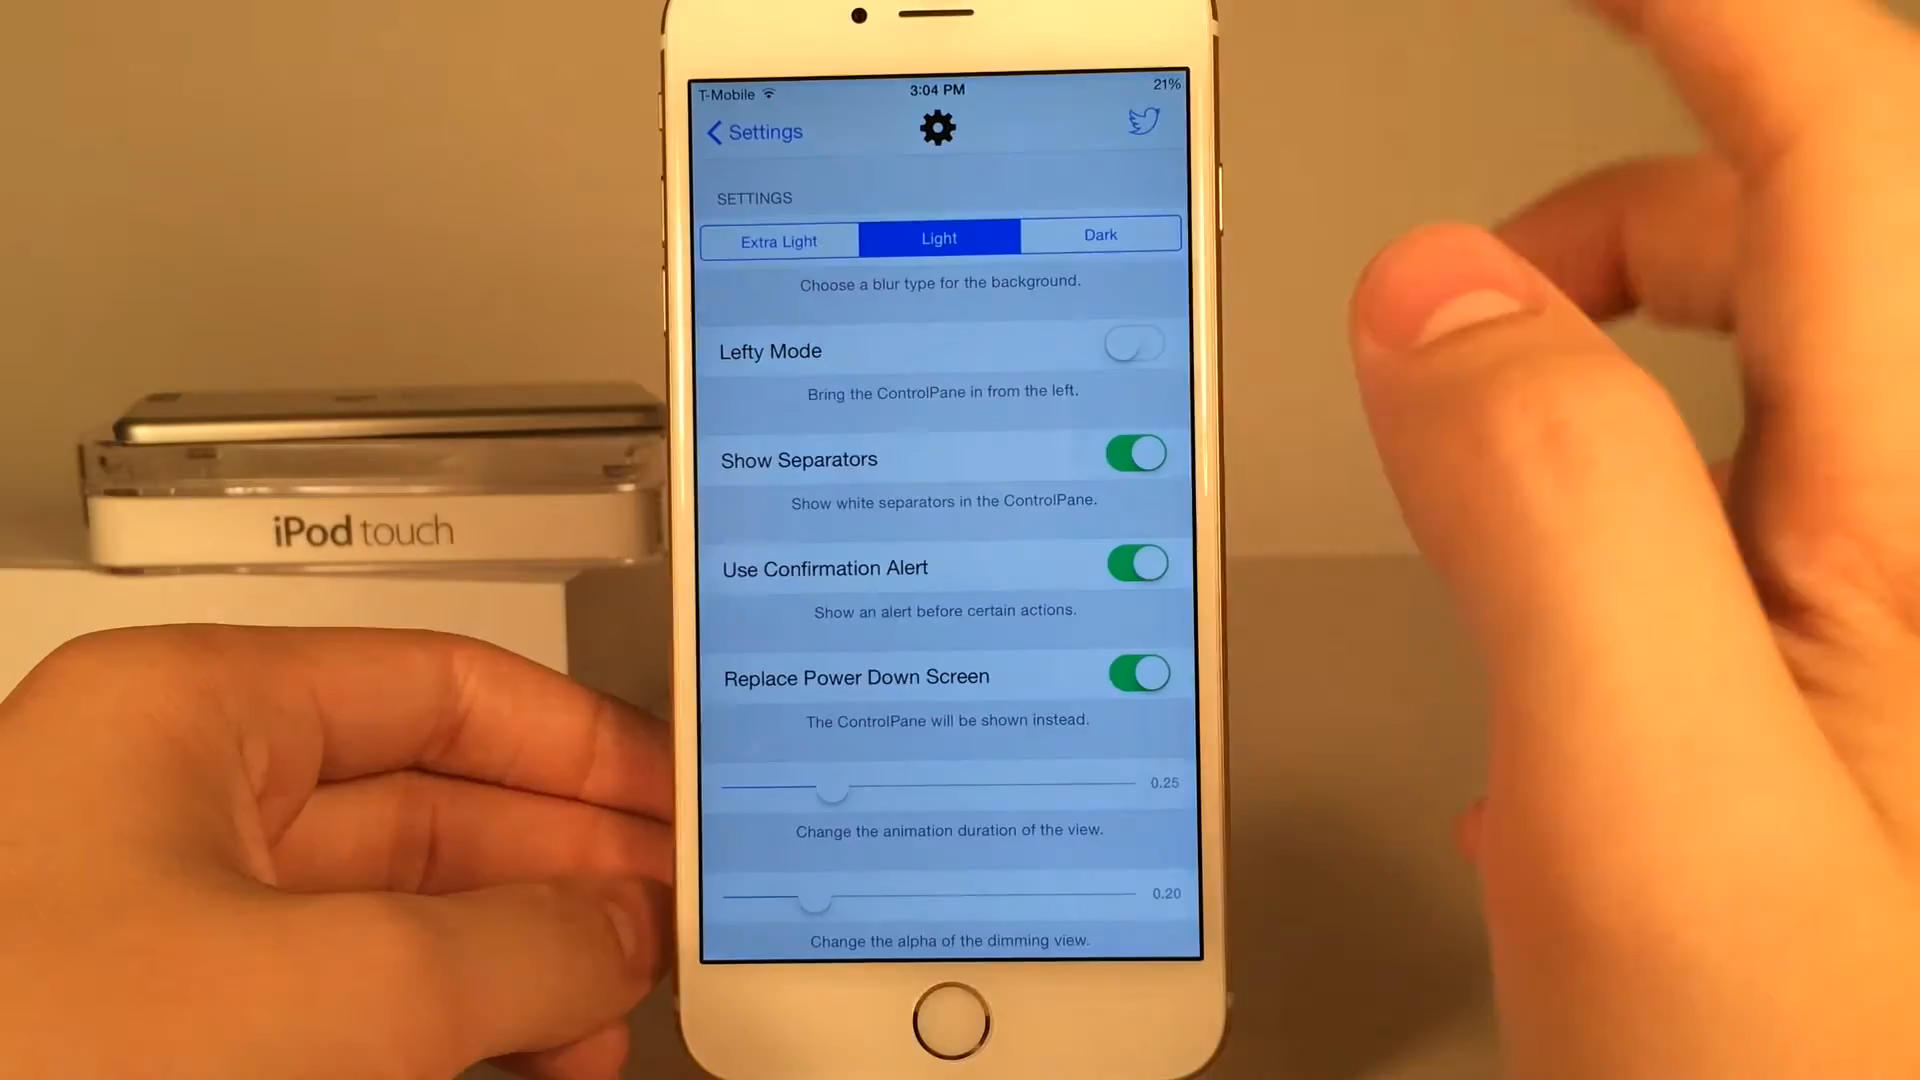 T-Mobile
3:04 PM
21%
Settings
SETTINGS
Extra Light
Light
Dark
Choose a blur type for the background.
Lefty Mode
Bring the ControlPane in from the left.
Show Separators
Show white separators in the ControlPane.
Use Confirmation Alert
Show an alert before certain actions.
Replace Power Down Screen
The ControlPane will be shown instead.
0.25
Change the animation duration of the view.
0.20
Change the alpha of the dimming view.
iPod touch